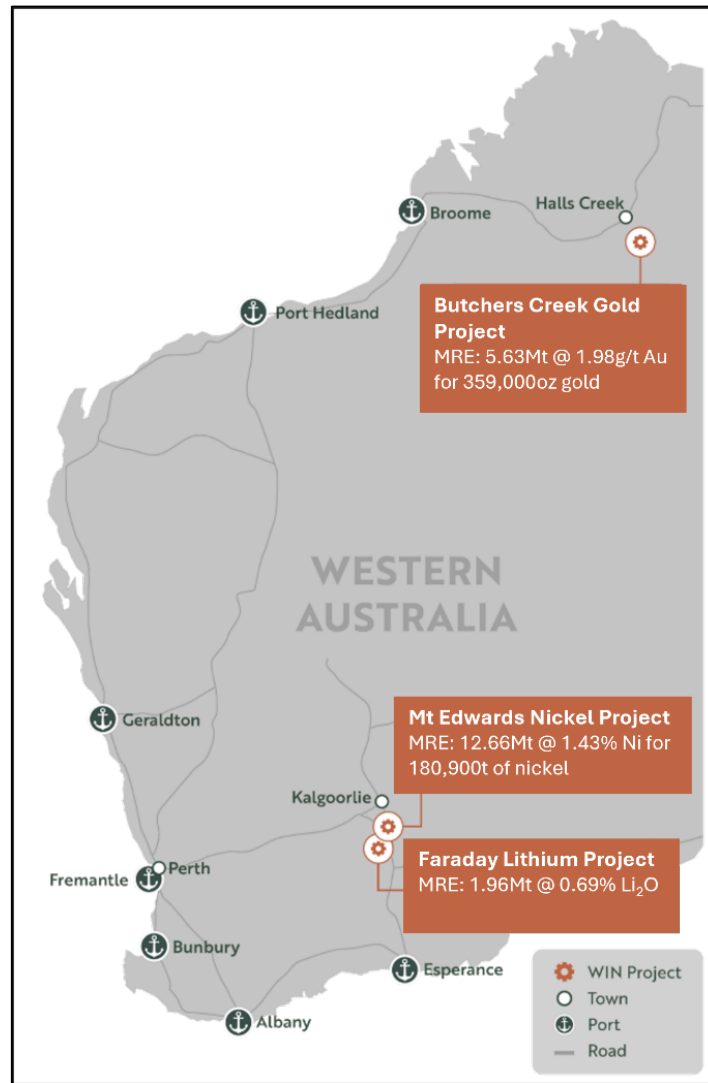 Broome
Halls Creek
Butchers Creek Gold
Project
MRE: 5.63Mt @ 1.98g/t Au
for 359,000oz gold
Port Hedland
WESTERN
AUSTRALIA
Geraldton
Mt Edwards Nickel Project
MRE: 12.66Mt @ 1.43% Ni for
180,900t of nickel
Kalgoorlie
Faraday Lithium Project
MRE: 1.96Mt @ 0.69% Li₂O
Perth
Fremantle
Bunbury
Esperance
Albany
WIN Project
Town
Port
Road